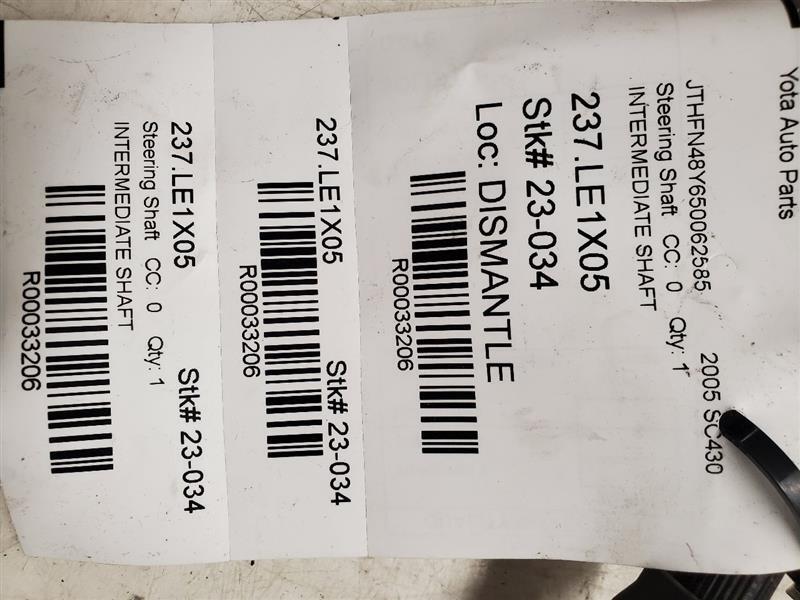 Yota Auto Parts
JTHFN48Y650062585 2005 SC430
Steering Shaft CC: 0 Qty: 1
INTERMEDIATE SHAFT
237.LE1X05
Stk# 23-034
Loc: DISMANTLE
R00033206
237.LE1X05 Stk# 23-034
R00033206
237.LE1X05 Stk# 23-034
Steering Shaft CC: 0 Qty: 1
INTERMEDIATE SHAFT
R00033206